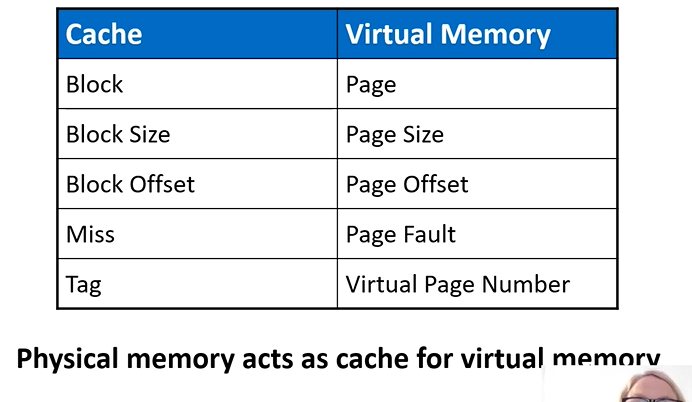 Cache Virtual Memory
Block Page
Block Size Page Size
Block Offset Page Offset
Miss Page Fault
Tag Virtual Page Number
Physical memory acts as cache for virtual memory